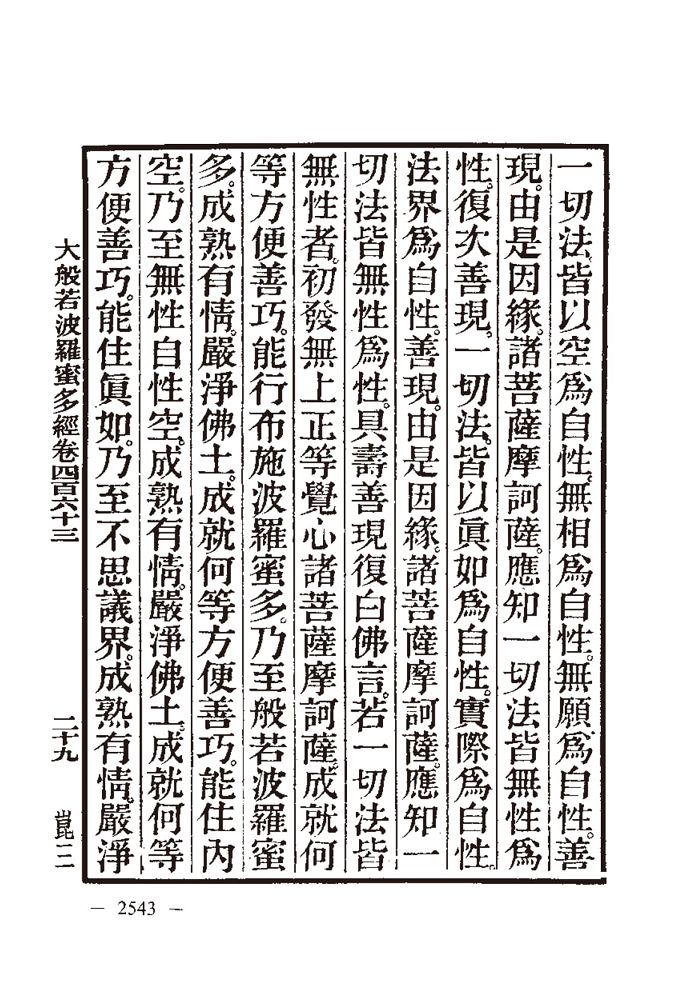 一切法、皆以空爲自性。無相爲自性。無願爲自性。善
現。由是因緣。諸菩薩摩訶薩。應知一切法皆無性爲
性。復次善現。一切法。皆以眞如爲自性。實際爲自性。
法界爲自性。善現。由是因緣。諸菩薩摩訶薩。應知一
切法皆無性爲性。具壽善現復白佛言。若一切法皆
無性者。初發無上正等覺心諸菩薩摩訶薩。成就何
等方便善巧。能行布施波羅蜜多。乃至般若波羅蜜
多。成熟有情。嚴淨佛土。成就何等方便善巧。能住內
空。乃至無性自性空。成熟有情。嚴淨佛土。成就何等
方便善巧。能住眞如。乃至不思議界。成熟有情。嚴淨
大般若波羅蜜多經卷四百六十三 二十九 崑三
— 2543 —